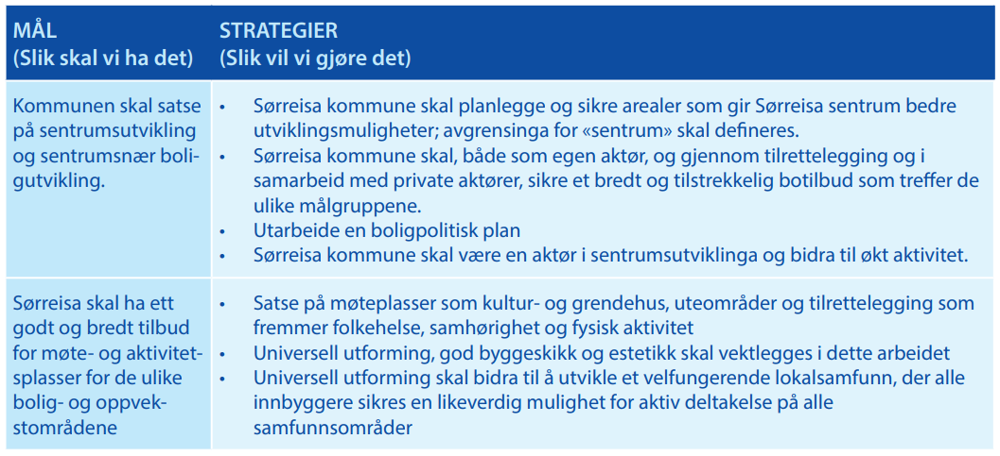 MÅL
(Slik skal vi ha det)
STRATEGIER
(Slik vil vi gjøre det)
Kommunen skal satse
på sentrumsutvikling
og sentrumsnær boli-
gutvikling.
• Sørreisa kommune skal planlegge og sikre arealer som gir Sørreisa sentrum bedre
utviklingsmuligheter; avgrensinga for «sentrum» skal defineres.
• Sørreisa kommune skal, både som egen aktør, og gjennom tilrettelegging og i
samarbeid med private aktører, sikre et bredt og tilstrekkelig botilbud som treffer de
ulike målgruppene.
• Utarbeide en boligpolitisk plan
• Sørreisa kommune skal være en aktør i sentrumsutviklinga og bidra til økt aktivitet.
Sørreisa skal ha ett
godt og bredt tilbud
for møte- og aktivitet-
splasser for de ulike
bolig- og oppvek-
stområdene
• Satse på møteplasser som kultur- og grendehus, uteområder og tilrettelegging som
fremmer folkehelse, samhørighet og fysisk aktivitet
• Universell utforming, god byggeskikk og estetikk skal vektlegges i dette arbeidet
• Universell utforming skal bidra til å utvikle et velfungerende lokalsamfunn, der alle
innbyggere sikres en likeverdig mulighet for aktiv deltakelse på alle
samfunnsområder